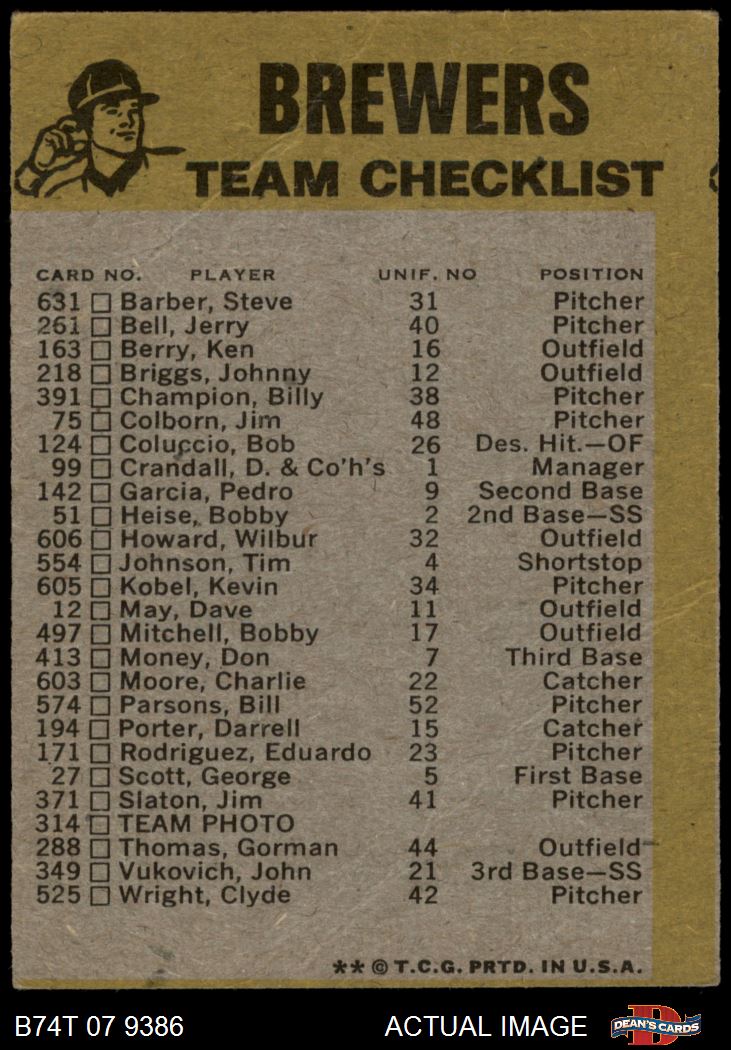 BREWERS
TEAM CHECKLIST
CARD NO. PLAYER UNIF. NO POSITION
631 Barber, Steve 31 Pitcher
261 Bell, Jerry 40 Pitcher
163 Berry, Ken 16 Outfield
218 Briggs, Johnny 12 Outfield
391 Champion, Billy 38 Pitcher
75 Colborn, Jim 48 Pitcher
124 Coluccio, Bob 26 Des. Hit.—OF
99 Crandall, D. & Co'h's 1 Manager
142 Garcia, Pedro 9 Second Base
51 Heise, Bobby 2 2nd Base—SS
606 Howard, Wilbur 32 Outfield
554 Johnson, Tim 4 Shortstop
605 Kobel, Kevin 34 Pitcher
12 May, Dave 11 Outfield
497 Mitchell, Bobby 17 Outfield
413 Money, Don 7 Third Base
603 Moore, Charlie 22 Catcher
574 Parsons, Bill 52 Pitcher
194 Porter, Darrell 15 Catcher
171 Rodriguez, Eduardo 23 Pitcher
27 Scott, George 5 First Base
371 Slaton, Jim 41 Pitcher
314 TEAM PHOTO
288 Thomas, Gorman 44 Outfield
349 Vukovich, John 21 3rd Base—SS
525 Wright, Clyde 42 Pitcher
** © T.C.G. PRTD. IN U.S.A.
B74T 07 9386 ACTUAL IMAGE D DEAN'S CARDS